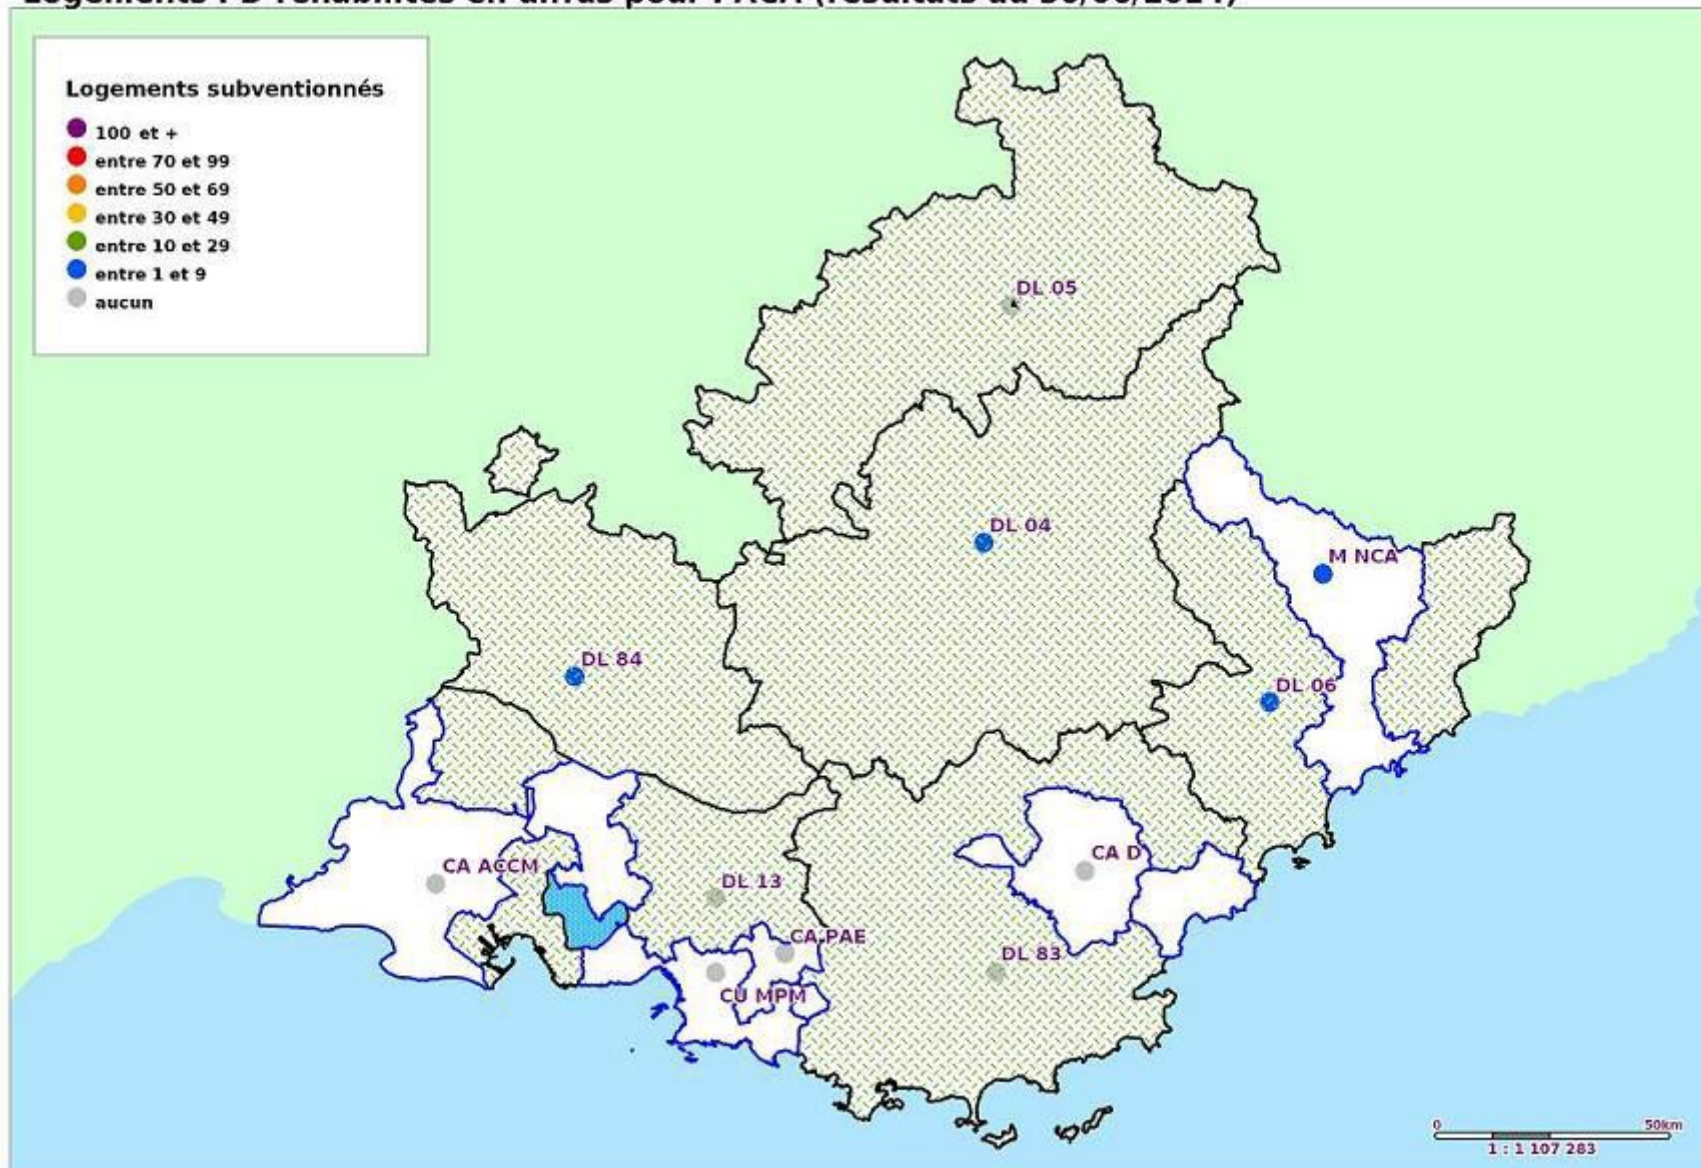 Logements subventionnés
100 et +
entre 70 et 99
entre 50 et 69
entre 30 et 49
entre 10 et 29
entre 1 et 9
aucun
DL 05
DL 04
M NCA
DL 84
DL 06
CA ACCM
CA D
DL 13
CA PAE
DL 83
CU MPM
0 50km
1 : 1 107 283